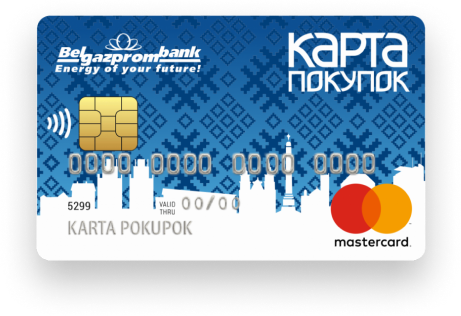 Belgazprombank
Energy of your future!
КАРТА
ПОКУПОК
0000 0000 0000 0000
5299
VALID
THRU
00/00
KARTA POKUPOK
mastercard.